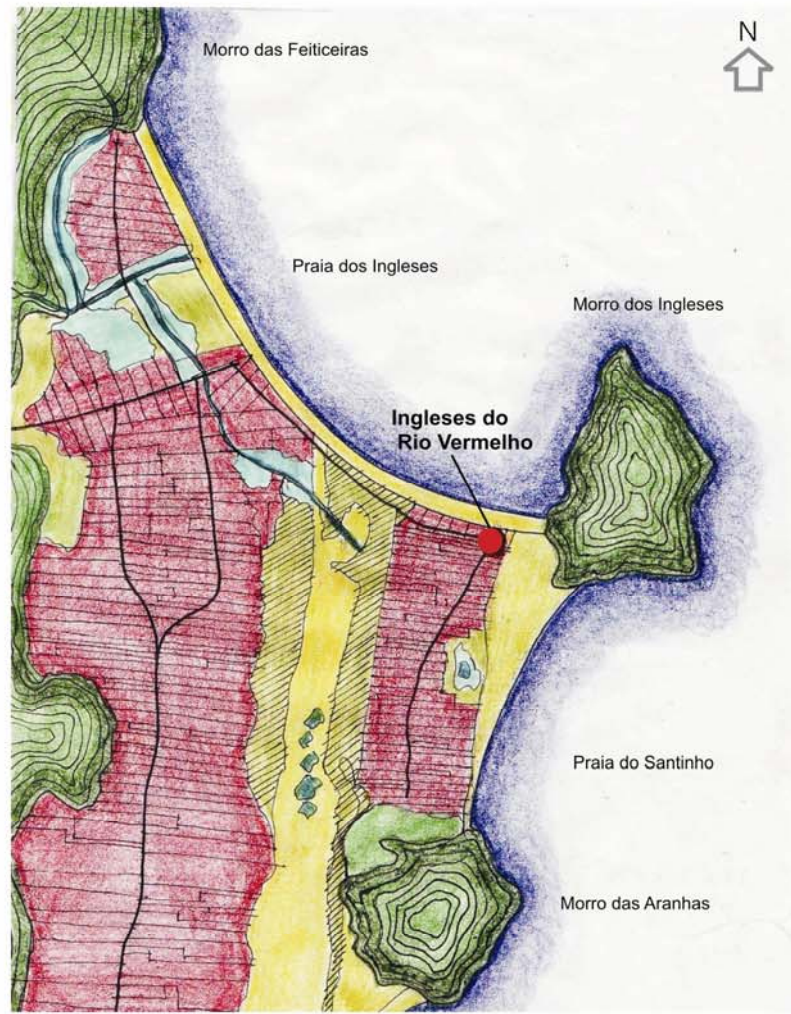 Morro das Feiticeiras
N
Praia dos Ingleses
Morro dos Ingleses
Ingleses do
Rio Vermelho
Praia do Santinho
Morro das Aranhas